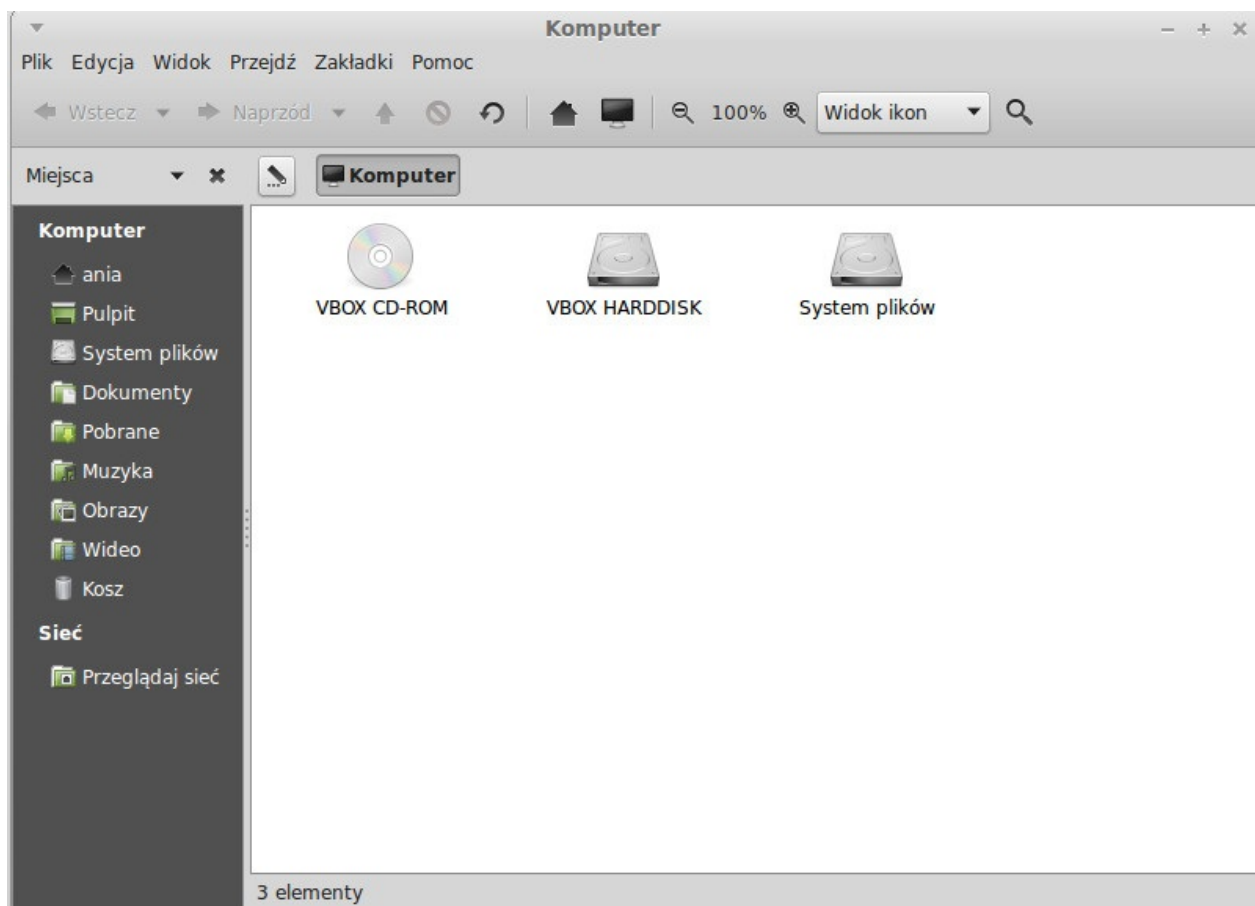 Komputer
Plik Edycja Widok Przejdź Zakładki Pomoc
Wstecz Naprzód 100% Widok ikon
Miejsca Komputer
Komputer
ania
Pulpit
System plików
Dokumenty
Pobrane
Muzyka
Obrazy
Wideo
Kosz
Sieć
Przeglądaj sieć
VBOX CD-ROM VBOX HARDDISK System plików
3 elementy